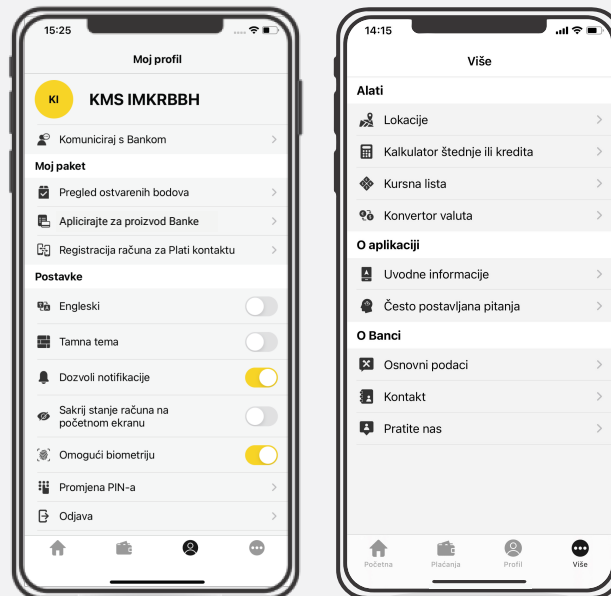 15:25
Moj profil
KI
KMS IMKRBBH
Komuniciraj s Bankom
Moj paket
Pregled ostvarenih bodova
Aplicirajte za proizvod Banke
Registracija računa za Plati kontaktu
Postavke
Engleski
Tamna tema
Dozvoli notifikacije
Sakrij stanje računa na
početnom ekranu
Omogući biometriju
Promjena PIN-a
Odjava
14:15
Više
Alati
Lokacije
Kalkulator štednje ili kredita
Kursna lista
Konvertor valuta
O aplikaciji
Uvodne informacije
Često postavljana pitanja
O Banci
Osnovni podaci
Kontakt
Pratite nas
Početna Plaćanja Profil Više